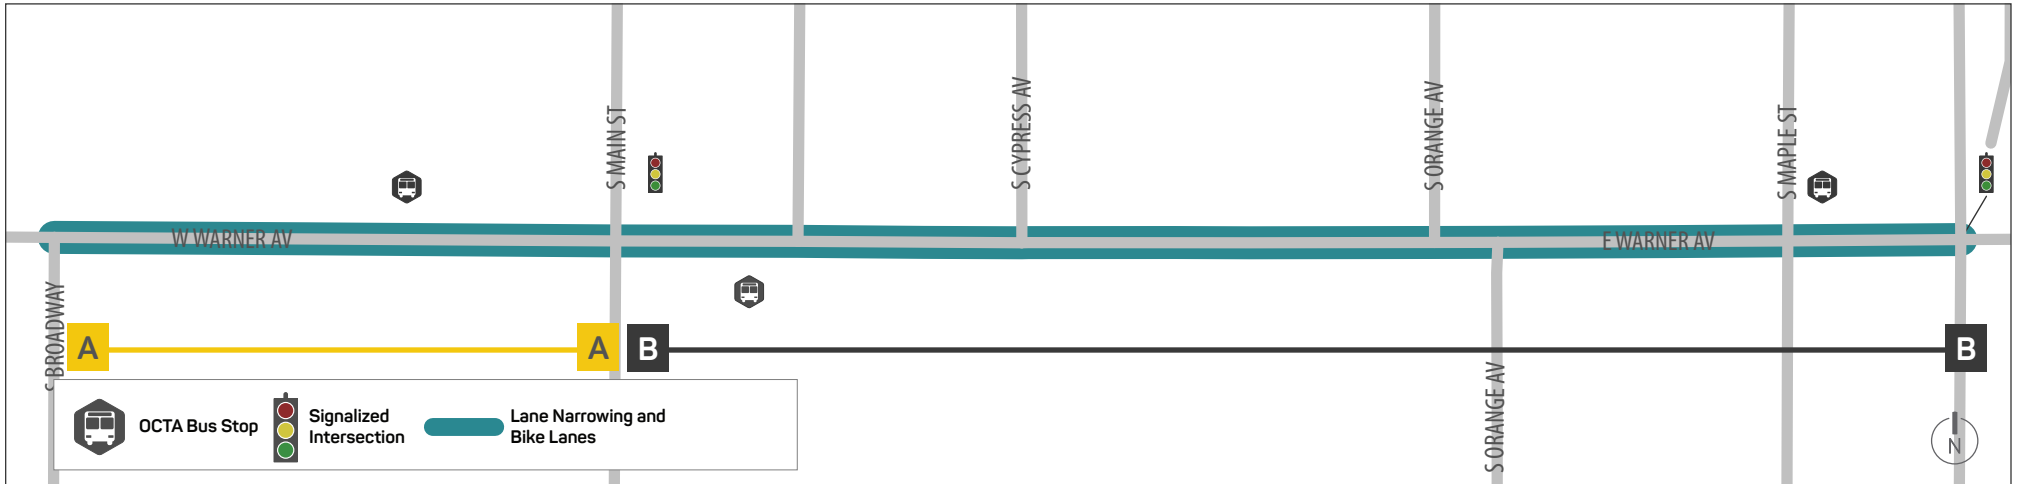 S MAIN ST
S CYPRESS AV
S ORANGE AV
S MAPLE ST
W WARNER AV
E WARNER AV
S BROADWAY
A
A
B
B
S ORANGE AV
OCTA Bus Stop
Signalized
Intersection
Lane Narrowing and
Bike Lanes
N